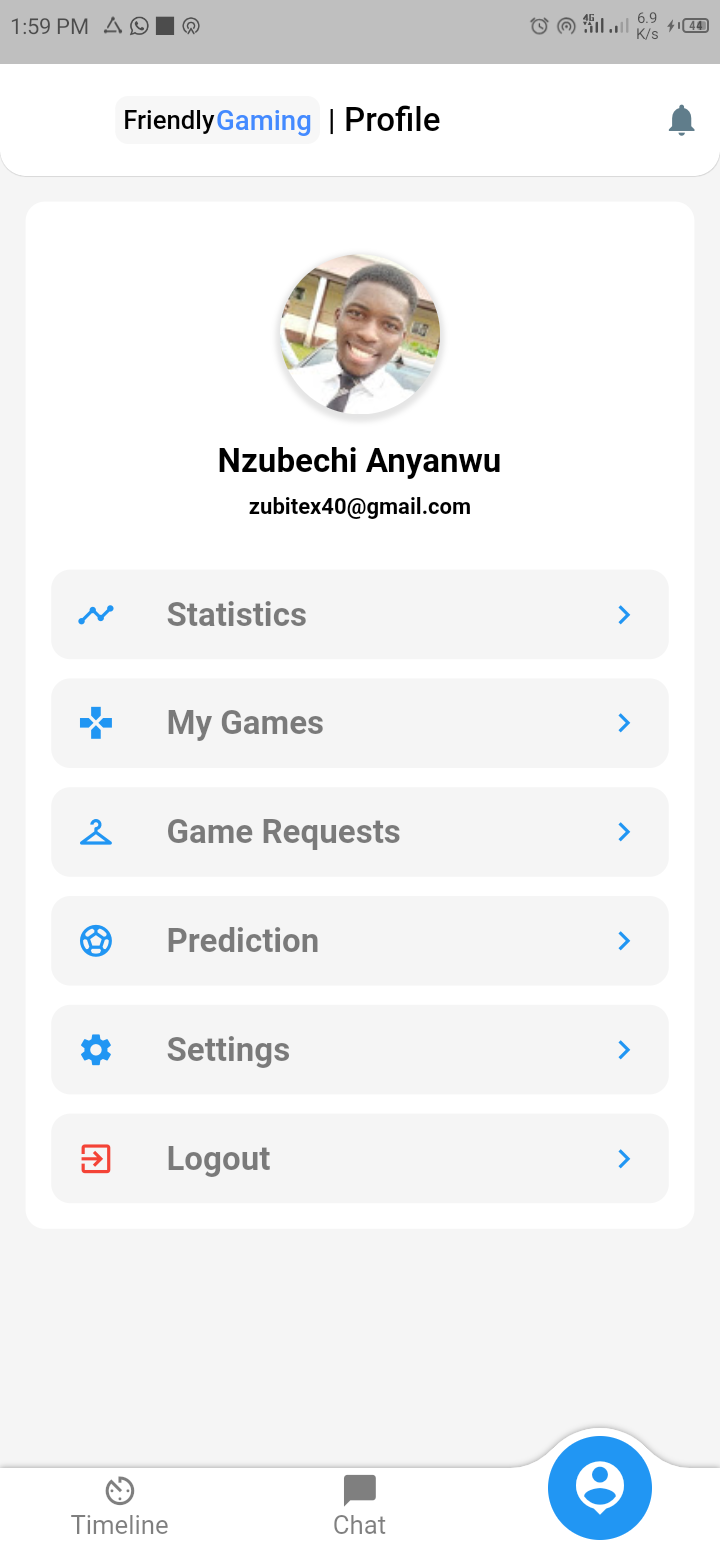 1:59 PM 4G 6.9 K/s 44
FriendlyGaming | Profile
Nzubechi Anyanwu
zubitex40@gmail.com
Statistics
My Games
Game Requests
Prediction
Settings
Logout
Timeline Chat